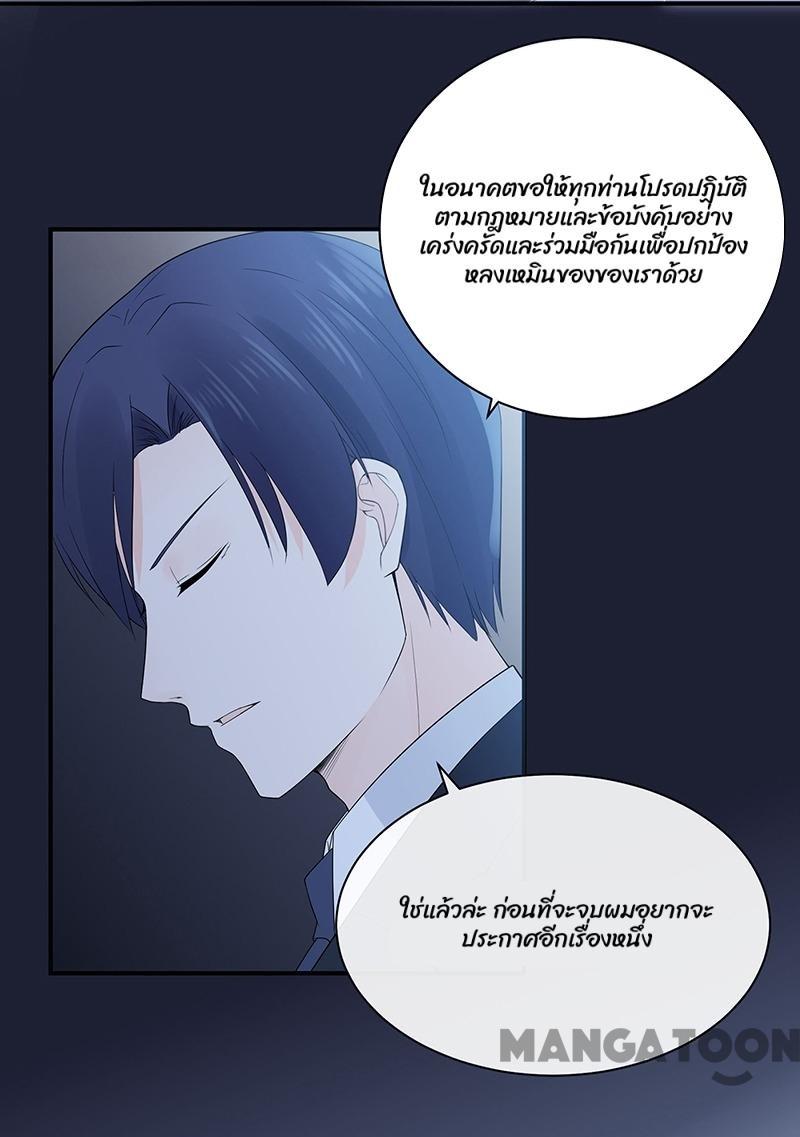 ในอนาคตขอให้ทุกท่านโปรดปฏิบัติ
ตามกฎหมายและข้อบังคับอย่าง
เคร่งครัดและร่วมมือกันเพื่อปกป้อง
หลงเหมินของของเราด้วย
ใช่แล้วล่ะ ก่อนที่จะจบผมอยากจะ
ประกาศอีกเรื่องหนึ่ง
MANGATOON